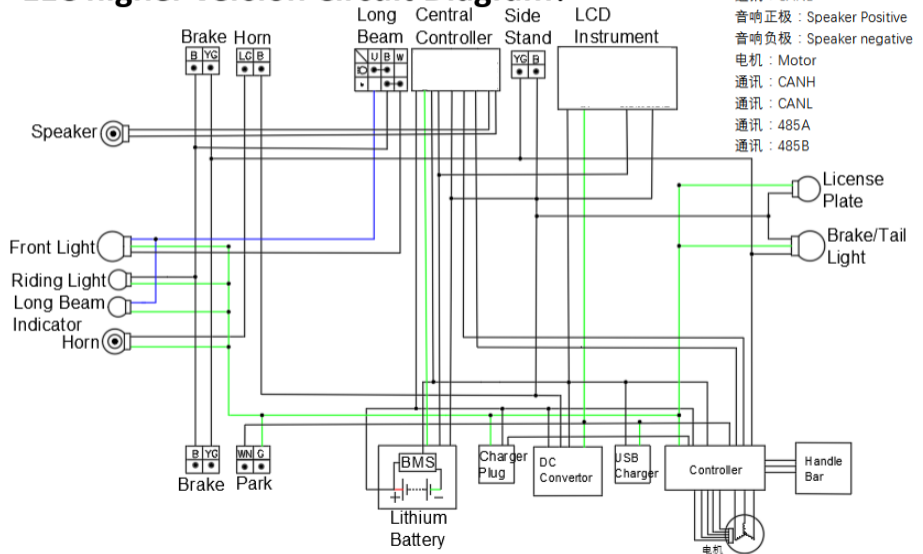 Long
Beam
Central
Controller
Side
Stand
LCD
Instrument
音响正极：Speaker Positive
音响负极：Speaker negative
电机：Motor
通讯：CANH
通讯：CANL
通讯：485A
通讯：485B
Brake
Horn
B YG
LG B
U B W
YG B
Speaker
License
Plate
Front Light
Brake/Tail
Light
Riding Light
Long Beam
Indicator
Horn
B YG
WN G
Brake
Park
BMS
+ −
Lithium
Battery
Charger
Plug
DC
Convertor
USB
Charger
Controller
Handle
Bar
电机